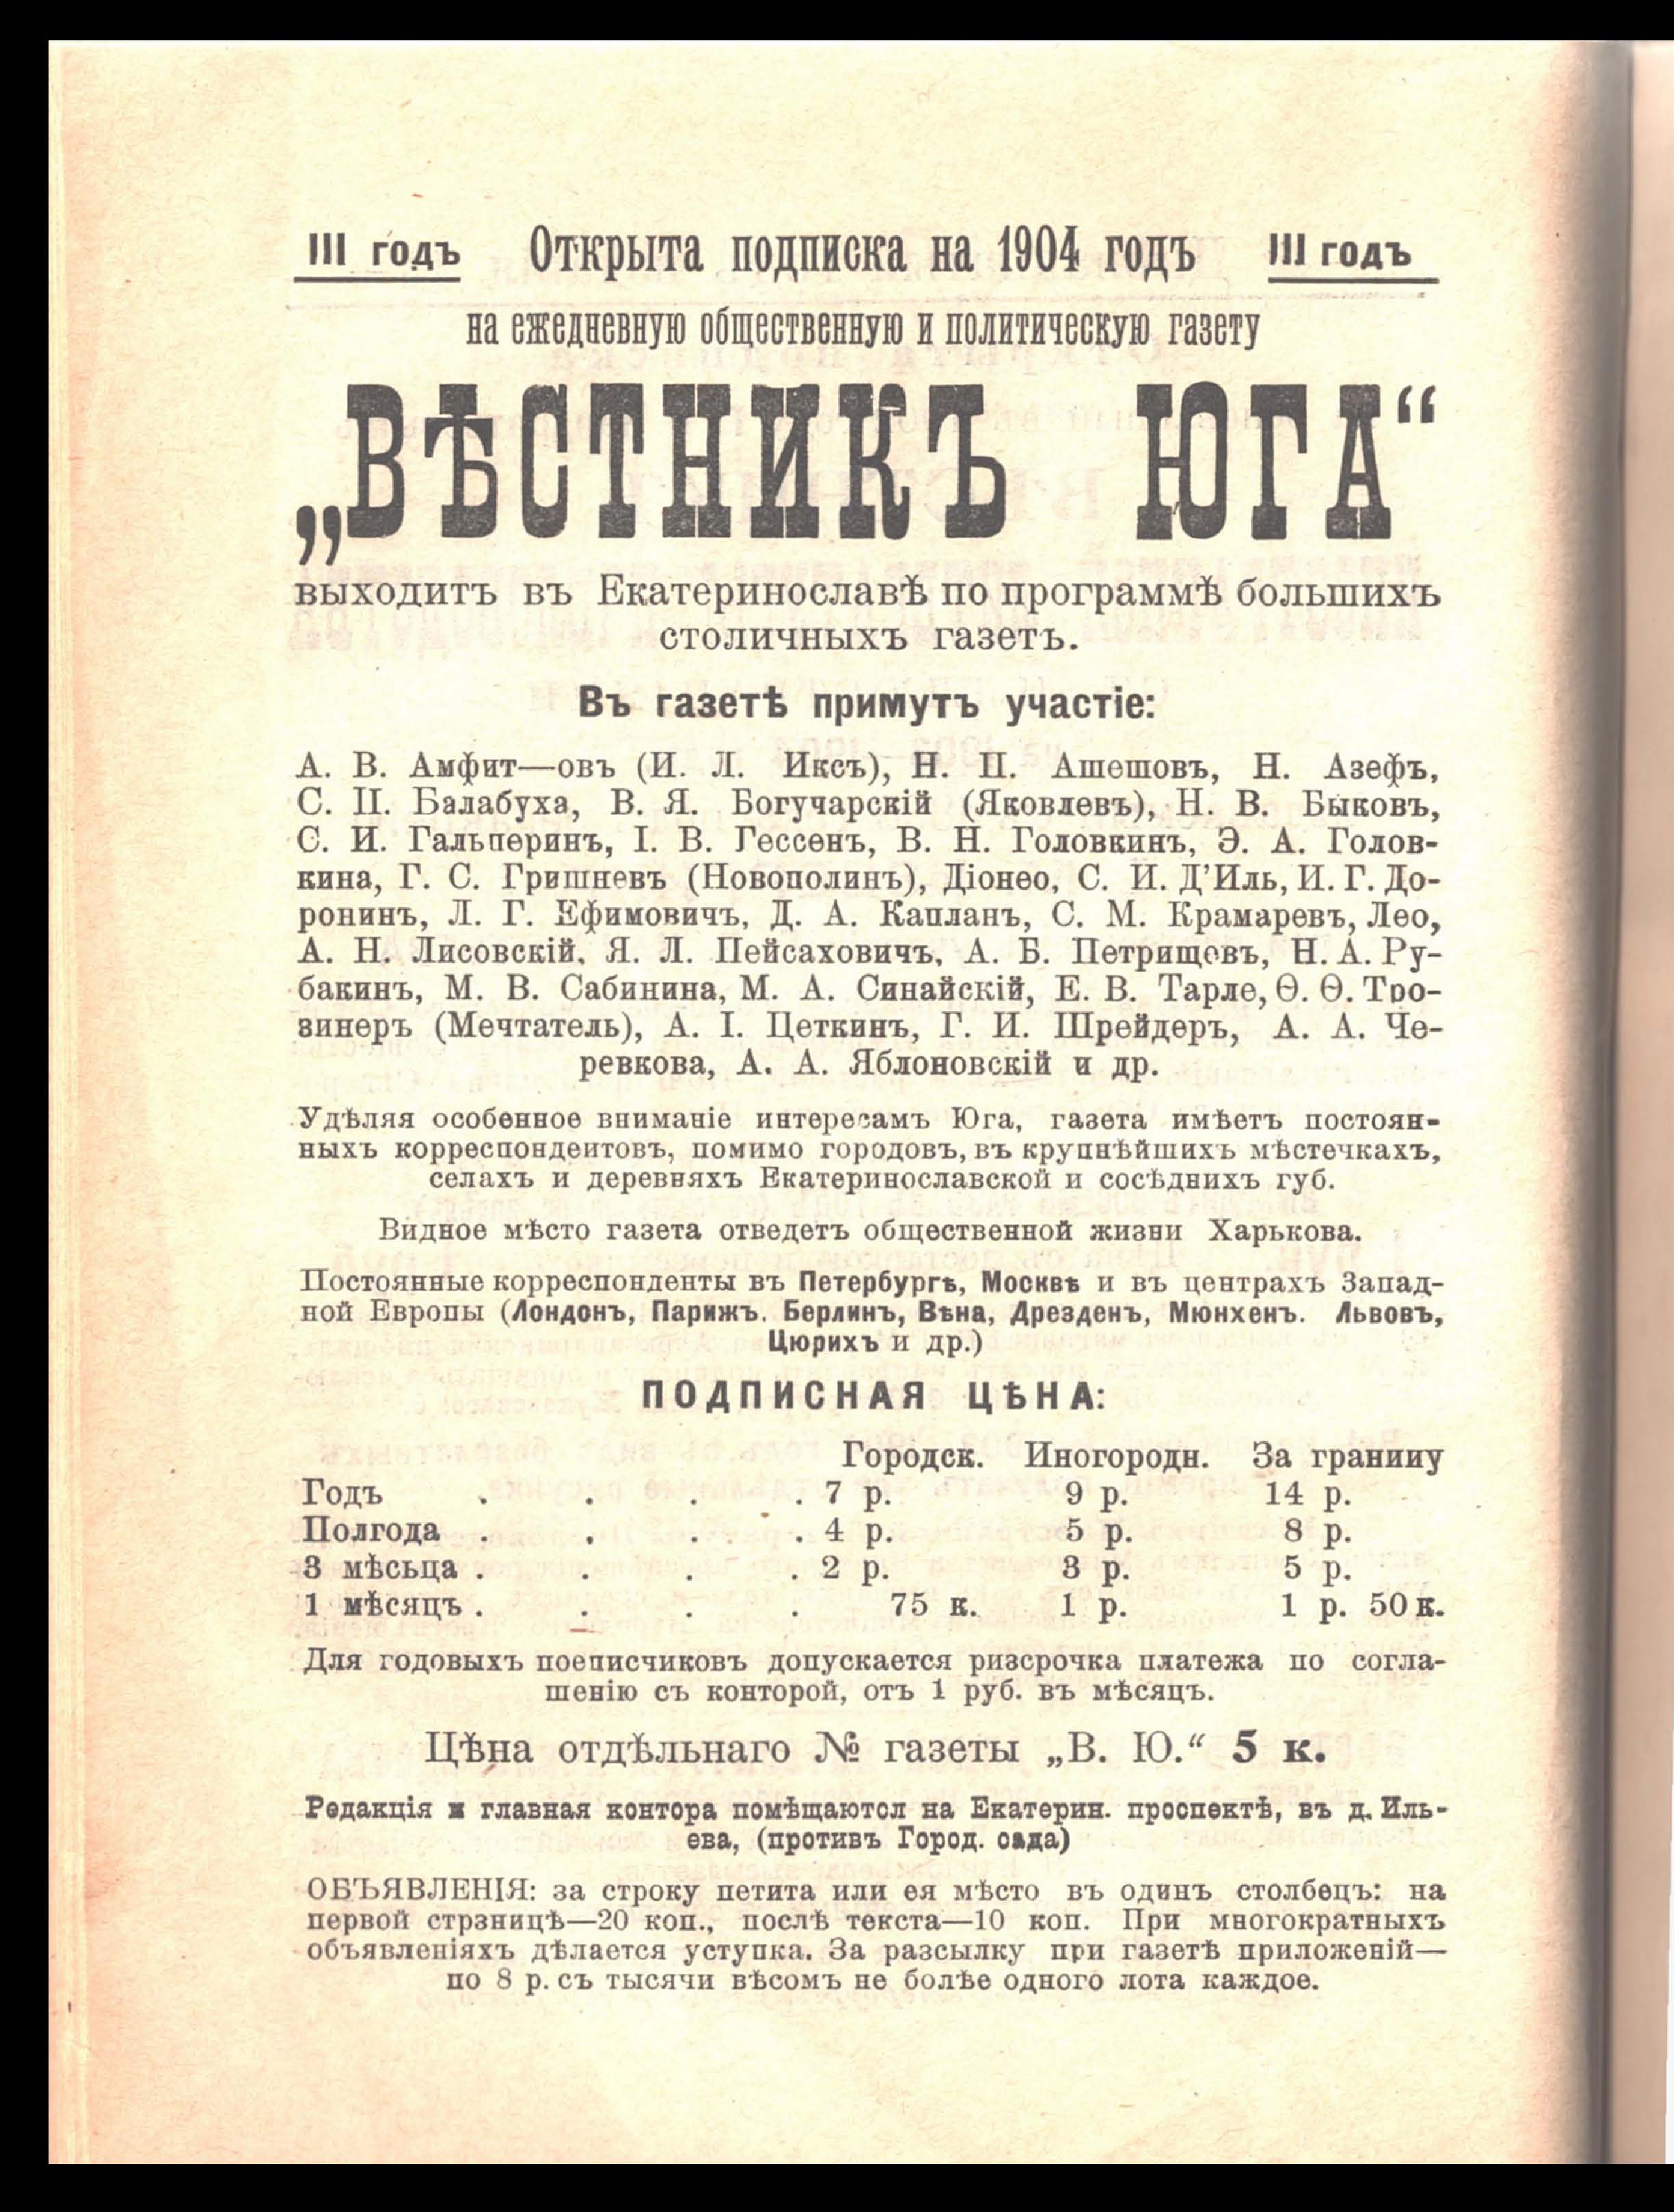 III годъ Открыта подписка на 1904 годъ III годъ
на ежедневную общественную и политическую газету
„ВѢСТНИКЪ ЮГА“
выходитъ въ Екатеринославѣ по программѣ большихъ
столичныхъ газетъ.
Въ газетѣ примутъ участіе:
А. В. Амфит—овъ (И. Л. Иксъ), Н. П. Ашешовъ, Н. Азефъ,
С. П. Балабуха, В. Я. Богучарскій (Яковлевъ), Н. В. Быковъ,
С. И. Гальперинъ, І. В. Гессенъ, В. Н. Головкинъ, Э. А. Голов-
кина, Г. С. Гришневъ (Новополинъ), Діонео, С. И. Д’Иль, И. Г. До-
ронинъ, Л. Г. Ефимовичъ, Д. А. Капланъ, С. М. Крамаревъ, Лео,
А. Н. Лисовскій, Я. Л. Пейсаховичъ, А. Б. Петрищевъ, Н. А. Ру-
бакинъ, М. В. Сабинина, М. А. Синайскій, Е. В. Тарле, Ѳ. Ѳ. Тро-
зинеръ (Мечтатель), А. І. Цеткинъ, Г. И. Шрейдеръ, А. А. Че-
ревкова, А. А. Яблоновскій и др.
Удѣляя особенное вниманіе интересамъ Юга, газета имѣетъ постоян-
ныхъ корреспондентовъ, помимо городовъ, въ крупнѣйшихъ мѣстечкахъ,
селахъ и деревняхъ Екатеринославской и сосѣднихъ губ.
Видное мѣсто газета отведетъ общественной жизни Харькова.
Постоянные корреспонденты въ Петербургѣ, Москвѣ и въ центрахъ Запад-
ной Европы (Лондонъ, Парижъ. Берлинъ, Вѣна, Дрезденъ, Мюнхенъ. Львовъ,
Цюрихъ и др.)
ПОДПИСНАЯ ЦѢНА:
Городск. Иногородн. За граниıу
Годъ . . . . 7 р. 9 р. 14 р.
Полгода . . . . 4 р. 5 р. 8 р.
3 мѣсьца . . . . 2 р. 3 р. 5 р.
1 мѣсяцъ . . . . 75 к. 1 р. 1 р. 50 к.
Для годовыхъ поеписчиковъ допускается ризсрочка платежа по согла-
шенію съ конторой, отъ 1 руб. въ мѣсяцъ.
Цѣна отдѣльнаго № газеты „В. Ю.“ 5 к.
Редакція и главная контора помѣщаются на Екатерин. проспектѣ, въ д. Иль-
ева, (противъ Город. сада)
ОБЪЯВЛЕНІЯ: за строку петита или ея мѣсто въ одинъ столбецъ: на
первой стрзницѣ—20 коп., послѣ текста—10 коп. При многократныхъ
объявленіяхъ дѣлается уступка. За разсылку при газетѣ приложеній—
по 8 р. съ тысячи вѣсомъ не болѣе одного лота каждое.